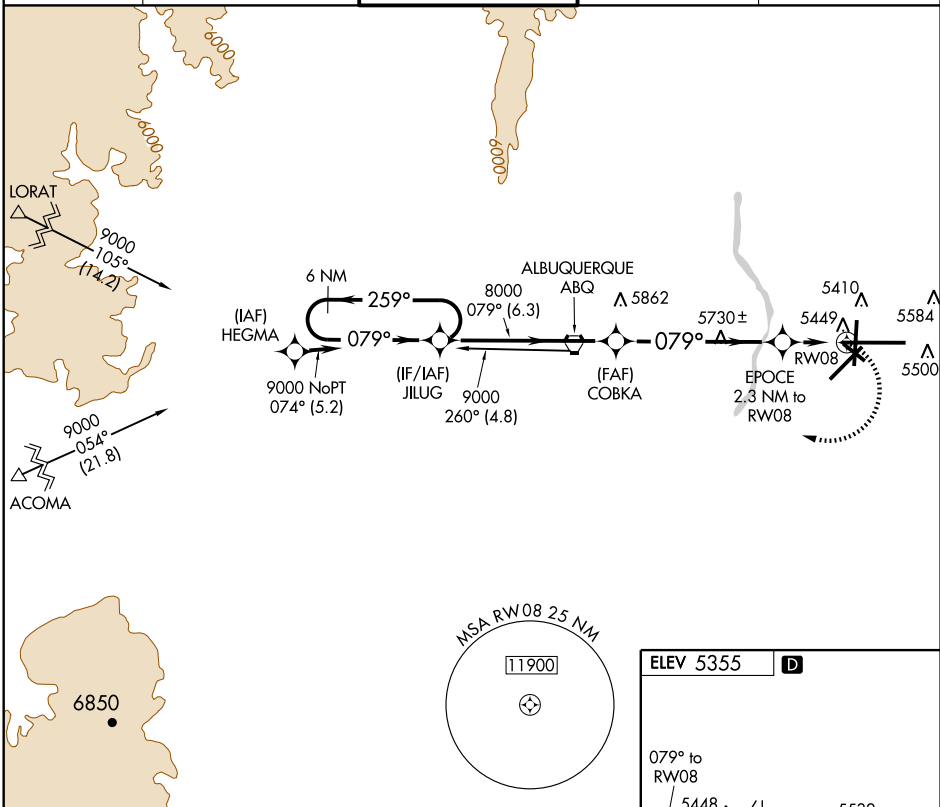 6000
6000
6000
LORAT
9000
105°
(14.2)
6 NM
259°
ALBUQUERQUE
ABQ
8000
079° (6.3)
5862
5410
5584
5449
5730 ±
(IAF)
HEGMA
079°
079°
RW08
5500
9000 NoPT
074° (5.2)
(IF/IAF)
JILUG
9000
260° (4.8)
(FAF)
COBKA
EPOCE
2.3 NM to
RW08
9000
054°
(21.8)
ACOMA
MSA RW08 25 NM
11900
ELEV 5355
D
6850
079° to
RW08
5448